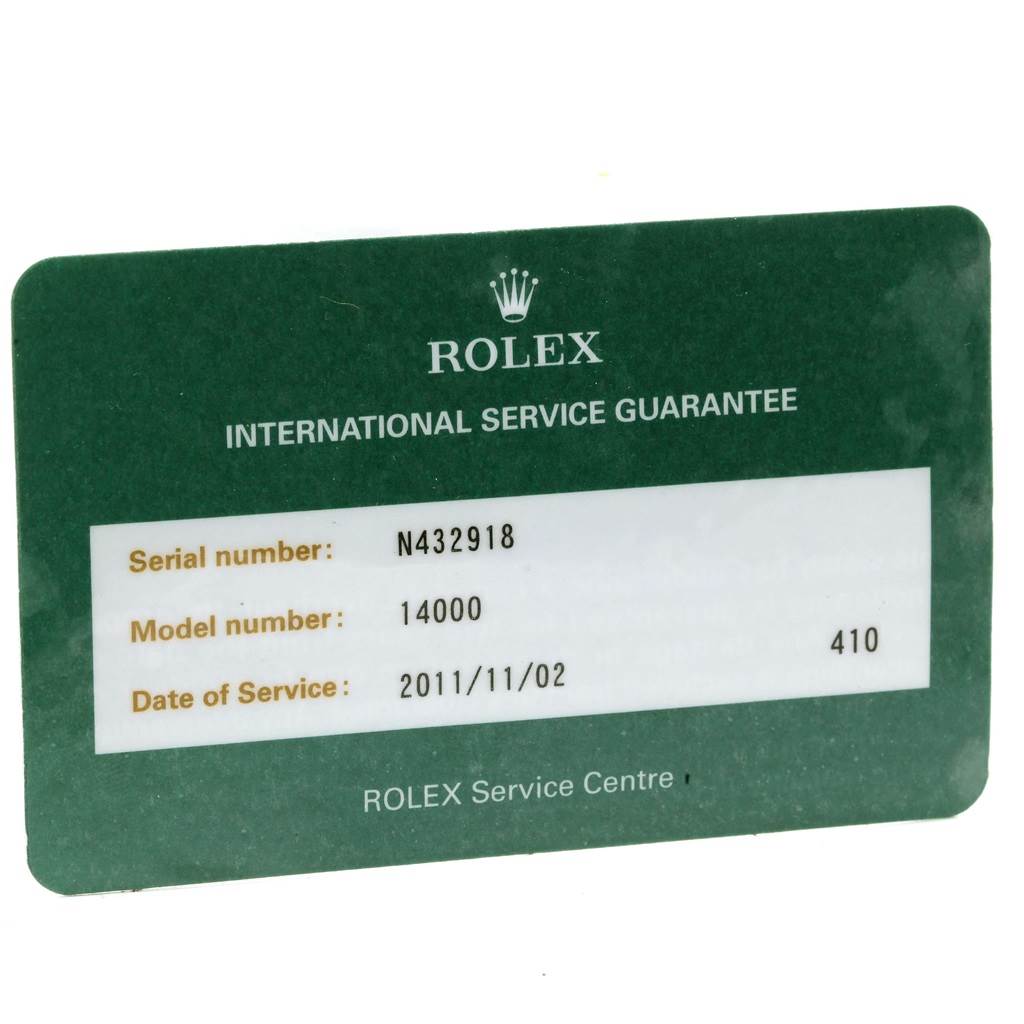 ROLEX
INTERNATIONAL SERVICE GUARANTEE
Serial number: N432918
Model number: 14000
410
Date of Service: 2011/11/02
ROLEX Service Centre